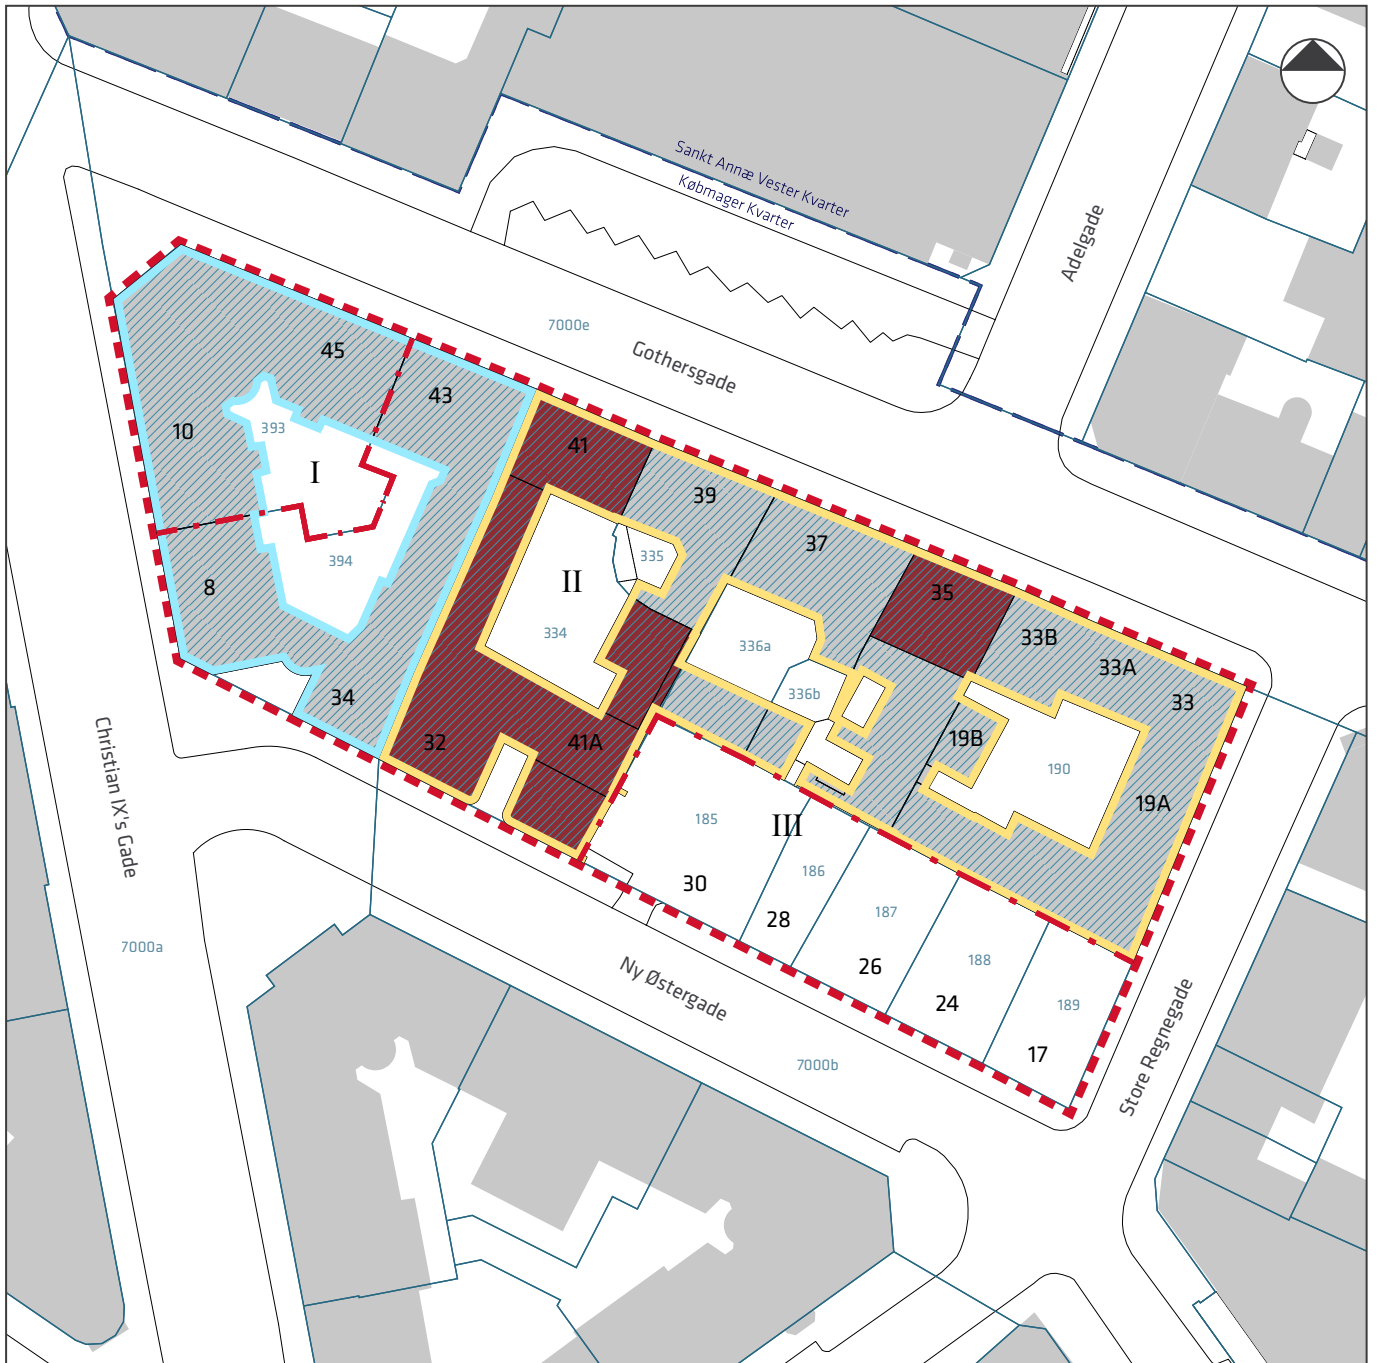 Sankt Annæ Vester Kvarter
Købmager Kvarter
Adelgade
7000e
Gothersgade
45
43
10
393
I
394
8
34
41
39
37
35
33B
33A
33
335
II
334
336a
336b
32
41A
19B
190
19A
185
III
186
187
188
189
30
28
26
24
17
Christian IX's Gade
7000a
Ny Østergade
7000b
Store Regnegade